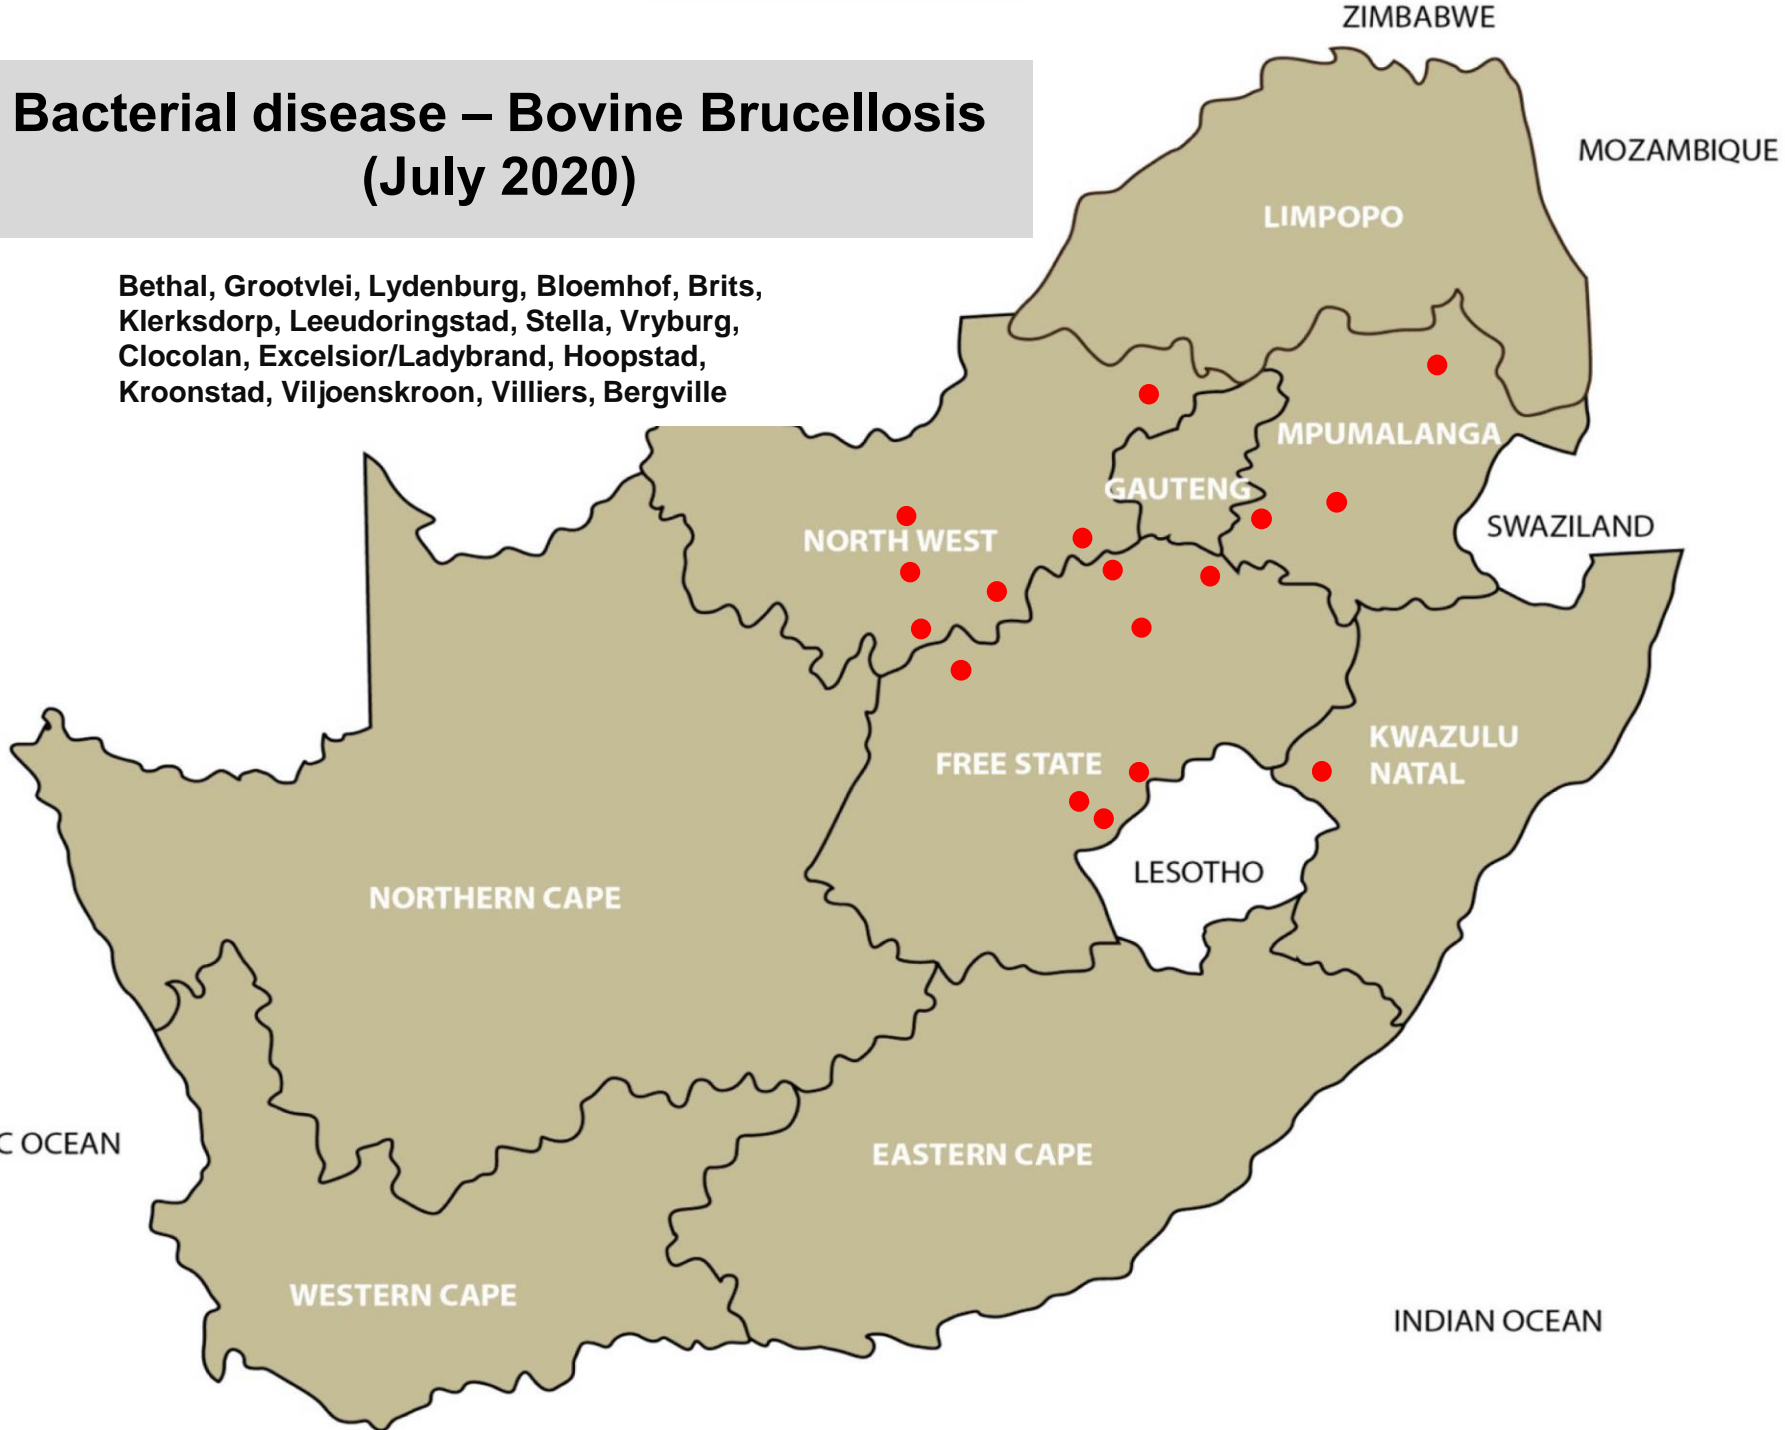 ZIMBABWE
Bacterial disease – Bovine Brucellosis
(July 2020)
MOZAMBIQUE
LIMPOPO
Bethal, Grootvlei, Lydenburg, Bloemhof, Brits,
Klerksdorp, Leeudoringstad, Stella, Vryburg,
Clocolan, Excelsior/Ladybrand, Hoopstad,
Kroonstad, Viljoenskroon, Villiers, Bergville
MPUMALANGA
GAUTENG
SWAZILAND
NORTH WEST
KWAZULU
NATAL
FREE STATE
LESOTHO
NORTHERN CAPE
C OCEAN
EASTERN CAPE
WESTERN CAPE
INDIAN OCEAN